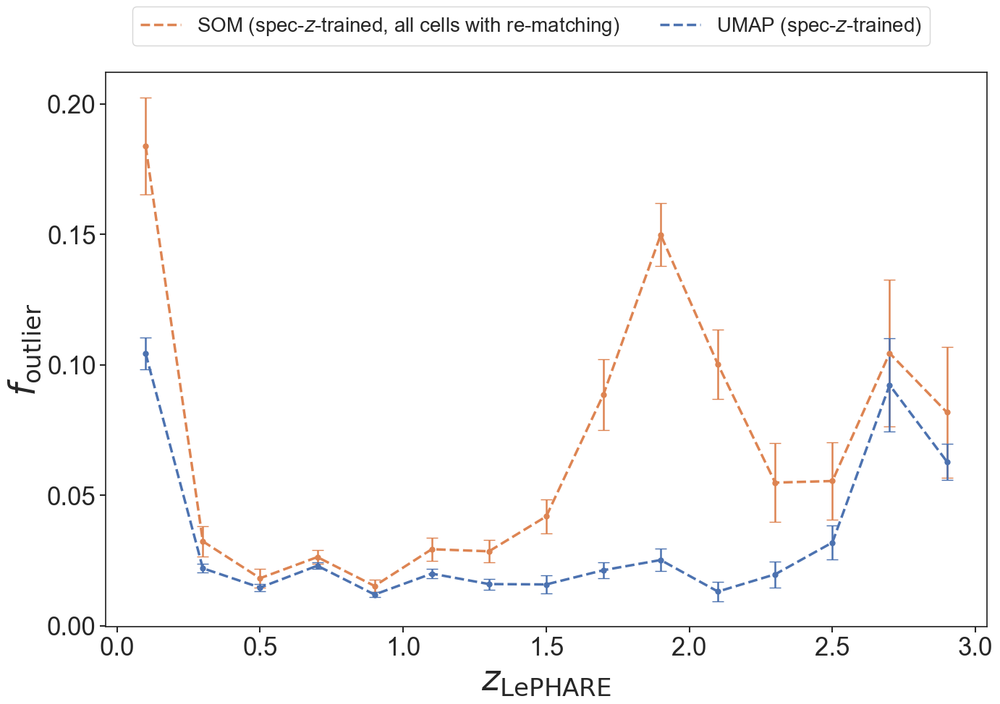 SOM (spec-z-trained, all cells with re-matching)
UMAP (spec-z-trained)
0.20
0.15
0.10
0.05
0.00
f_outlier
0.0 0.5 1.0 1.5 2.0 2.5 3.0
z_LePHARE